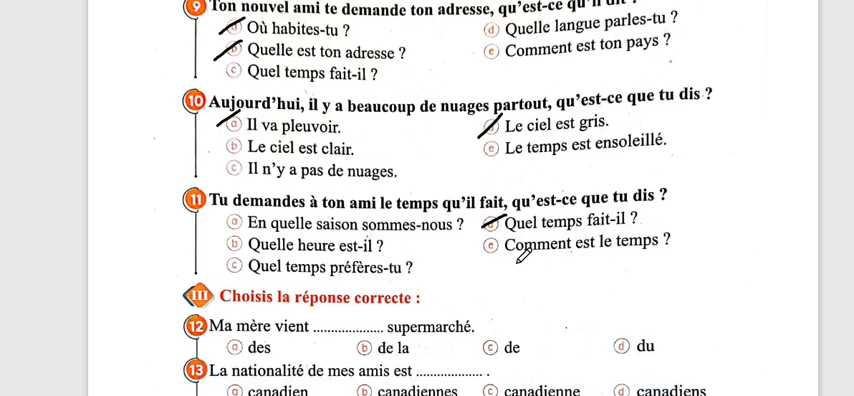 9 Ton nouvel ami te demande ton adresse, qu'est-ce qu'il dit
a Où habites-tu ? d Quelle langue parles-tu ?
b Quelle est ton adresse ? e Comment est ton pays ?
c Quel temps fait-il ?
10 Aujourd'hui, il y a beaucoup de nuages partout, qu'est-ce que tu dis ?
a Il va pleuvoir. Le ciel est gris.
b Le ciel est clair. e Le temps est ensoleillé.
c Il n'y a pas de nuages.
11 Tu demandes à ton ami le temps qu'il fait, qu'est-ce que tu dis ?
a En quelle saison sommes-nous ? d Quel temps fait-il ?
b Quelle heure est-il ? e Comment est le temps ?
c Quel temps préfères-tu ?
III Choisis la réponse correcte :
12 Ma mère vient .................... supermarché.
a des b de la c de d du
13 La nationalité de mes amis est ................... .
a canadien b canadiennes c canadienne d canadiens